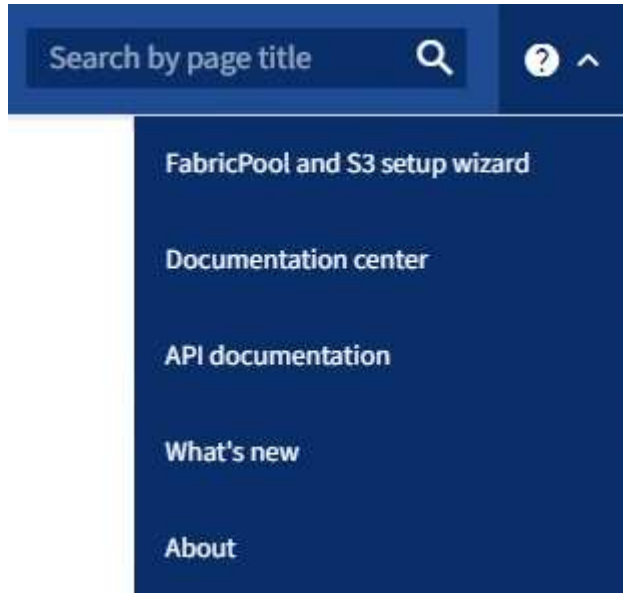 Search by page title
FabricPool and S3 setup wizard
Documentation center
API documentation
What's new
About